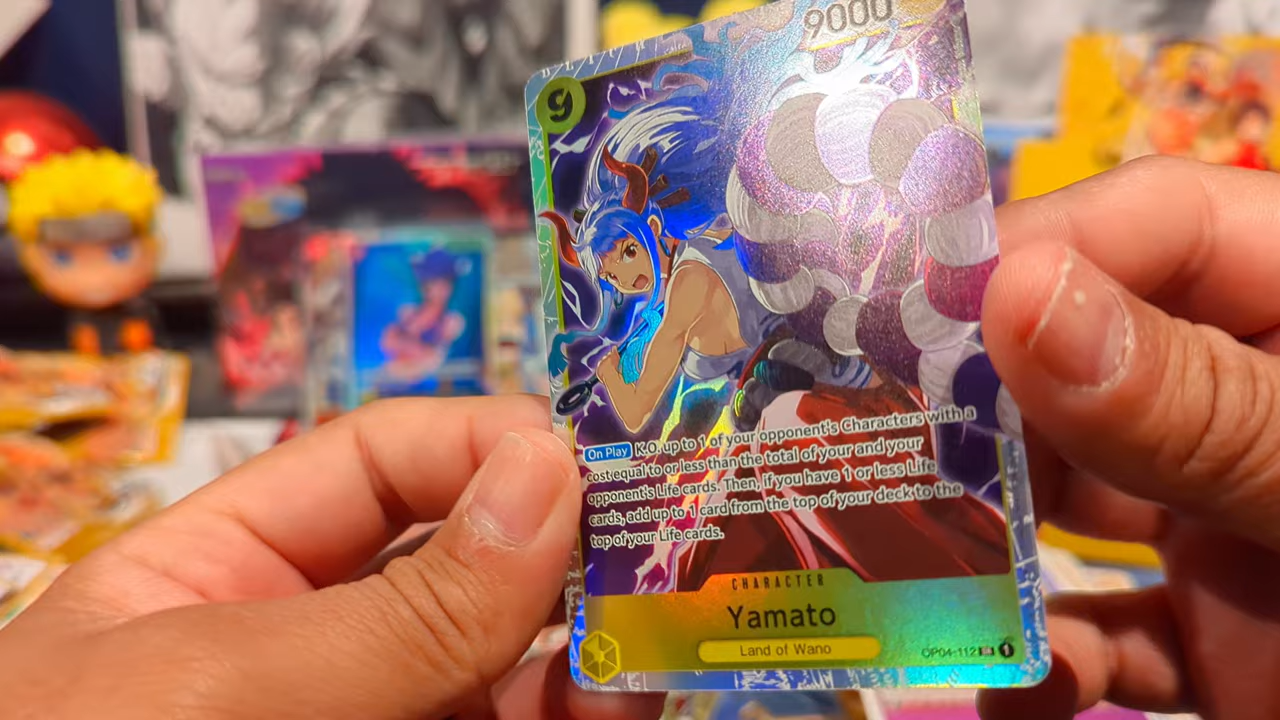 9000
9
On Play K.O. up to 1 of your opponent's Characters with a
cost equal to or less than the total of your and your
opponent's Life cards. Then, if you have 1 or less Life
cards, add up to 1 card from the top of your deck to the
top of your Life cards.
CHARACTER
Yamato
Land of Wano
OP04-112 1